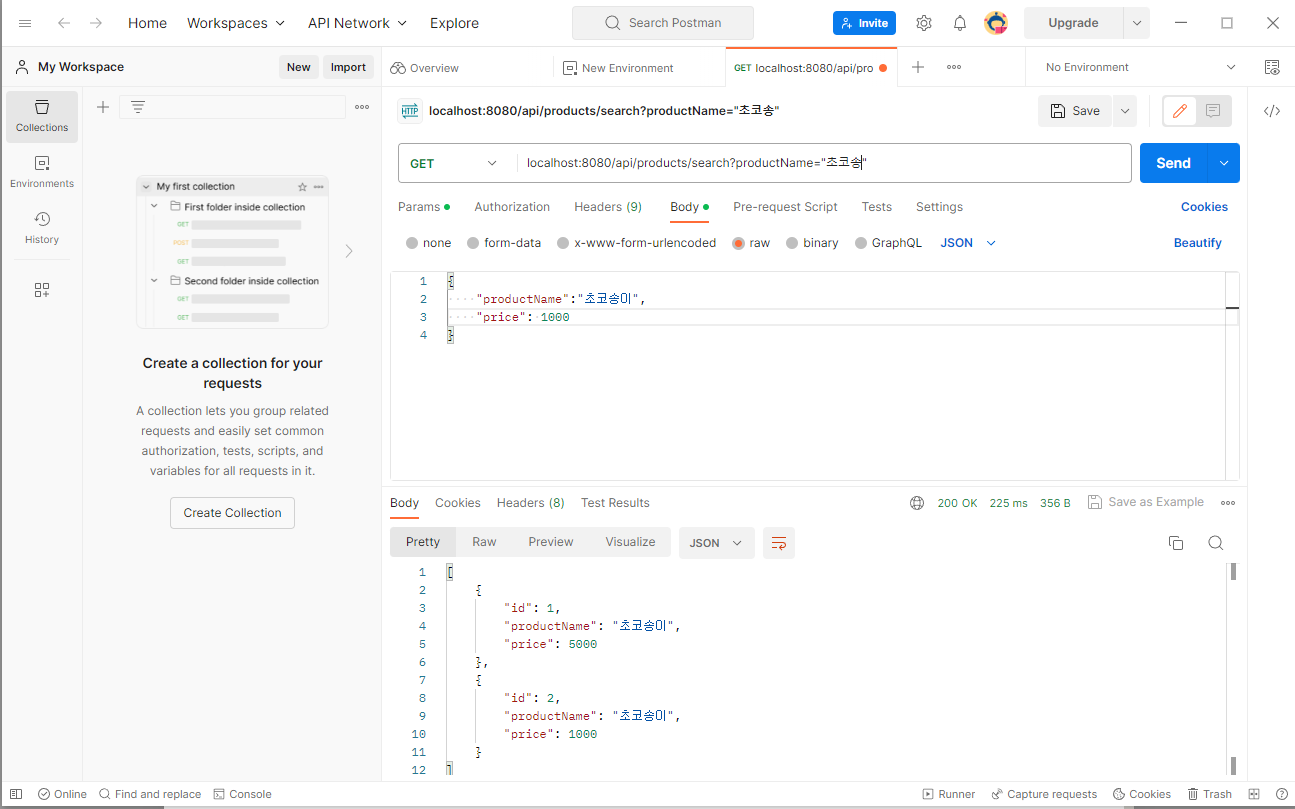 Home Workspaces API Network Explore Search Postman Invite Upgrade
My Workspace New Import Overview New Environment GET localhost:8080/api/pro No Environment
Collections
Environments
History
My first collection
First folder inside collection
GET
POST
GET
Second folder inside collection
GET
GET
Create a collection for your
requests
A collection lets you group related
requests and easily set common
authorization, tests, scripts, and
variables for all requests in it.
Create Collection
HTTP localhost:8080/api/products/search?productName="초코송" Save </>
GET localhost:8080/api/products/search?productName="초코송" Send
Params Authorization Headers (9) Body Pre-request Script Tests Settings Cookies
none form-data x-www-form-urlencoded raw binary GraphQL JSON Beautify
1 {
2 ····"productName":"초코송이",
3 ····"price":·1000
4 }
Body Cookies Headers (8) Test Results 200 OK 225 ms 356 B Save as Example
Pretty Raw Preview Visualize JSON
1 [
2 {
3 "id": 1,
4 "productName": "초코송이",
5 "price": 5000
6 },
7 {
8 "id": 2,
9 "productName": "초코송이",
10 "price": 1000
11 }
12 ]
Online Find and replace Console Runner Capture requests Cookies Trash